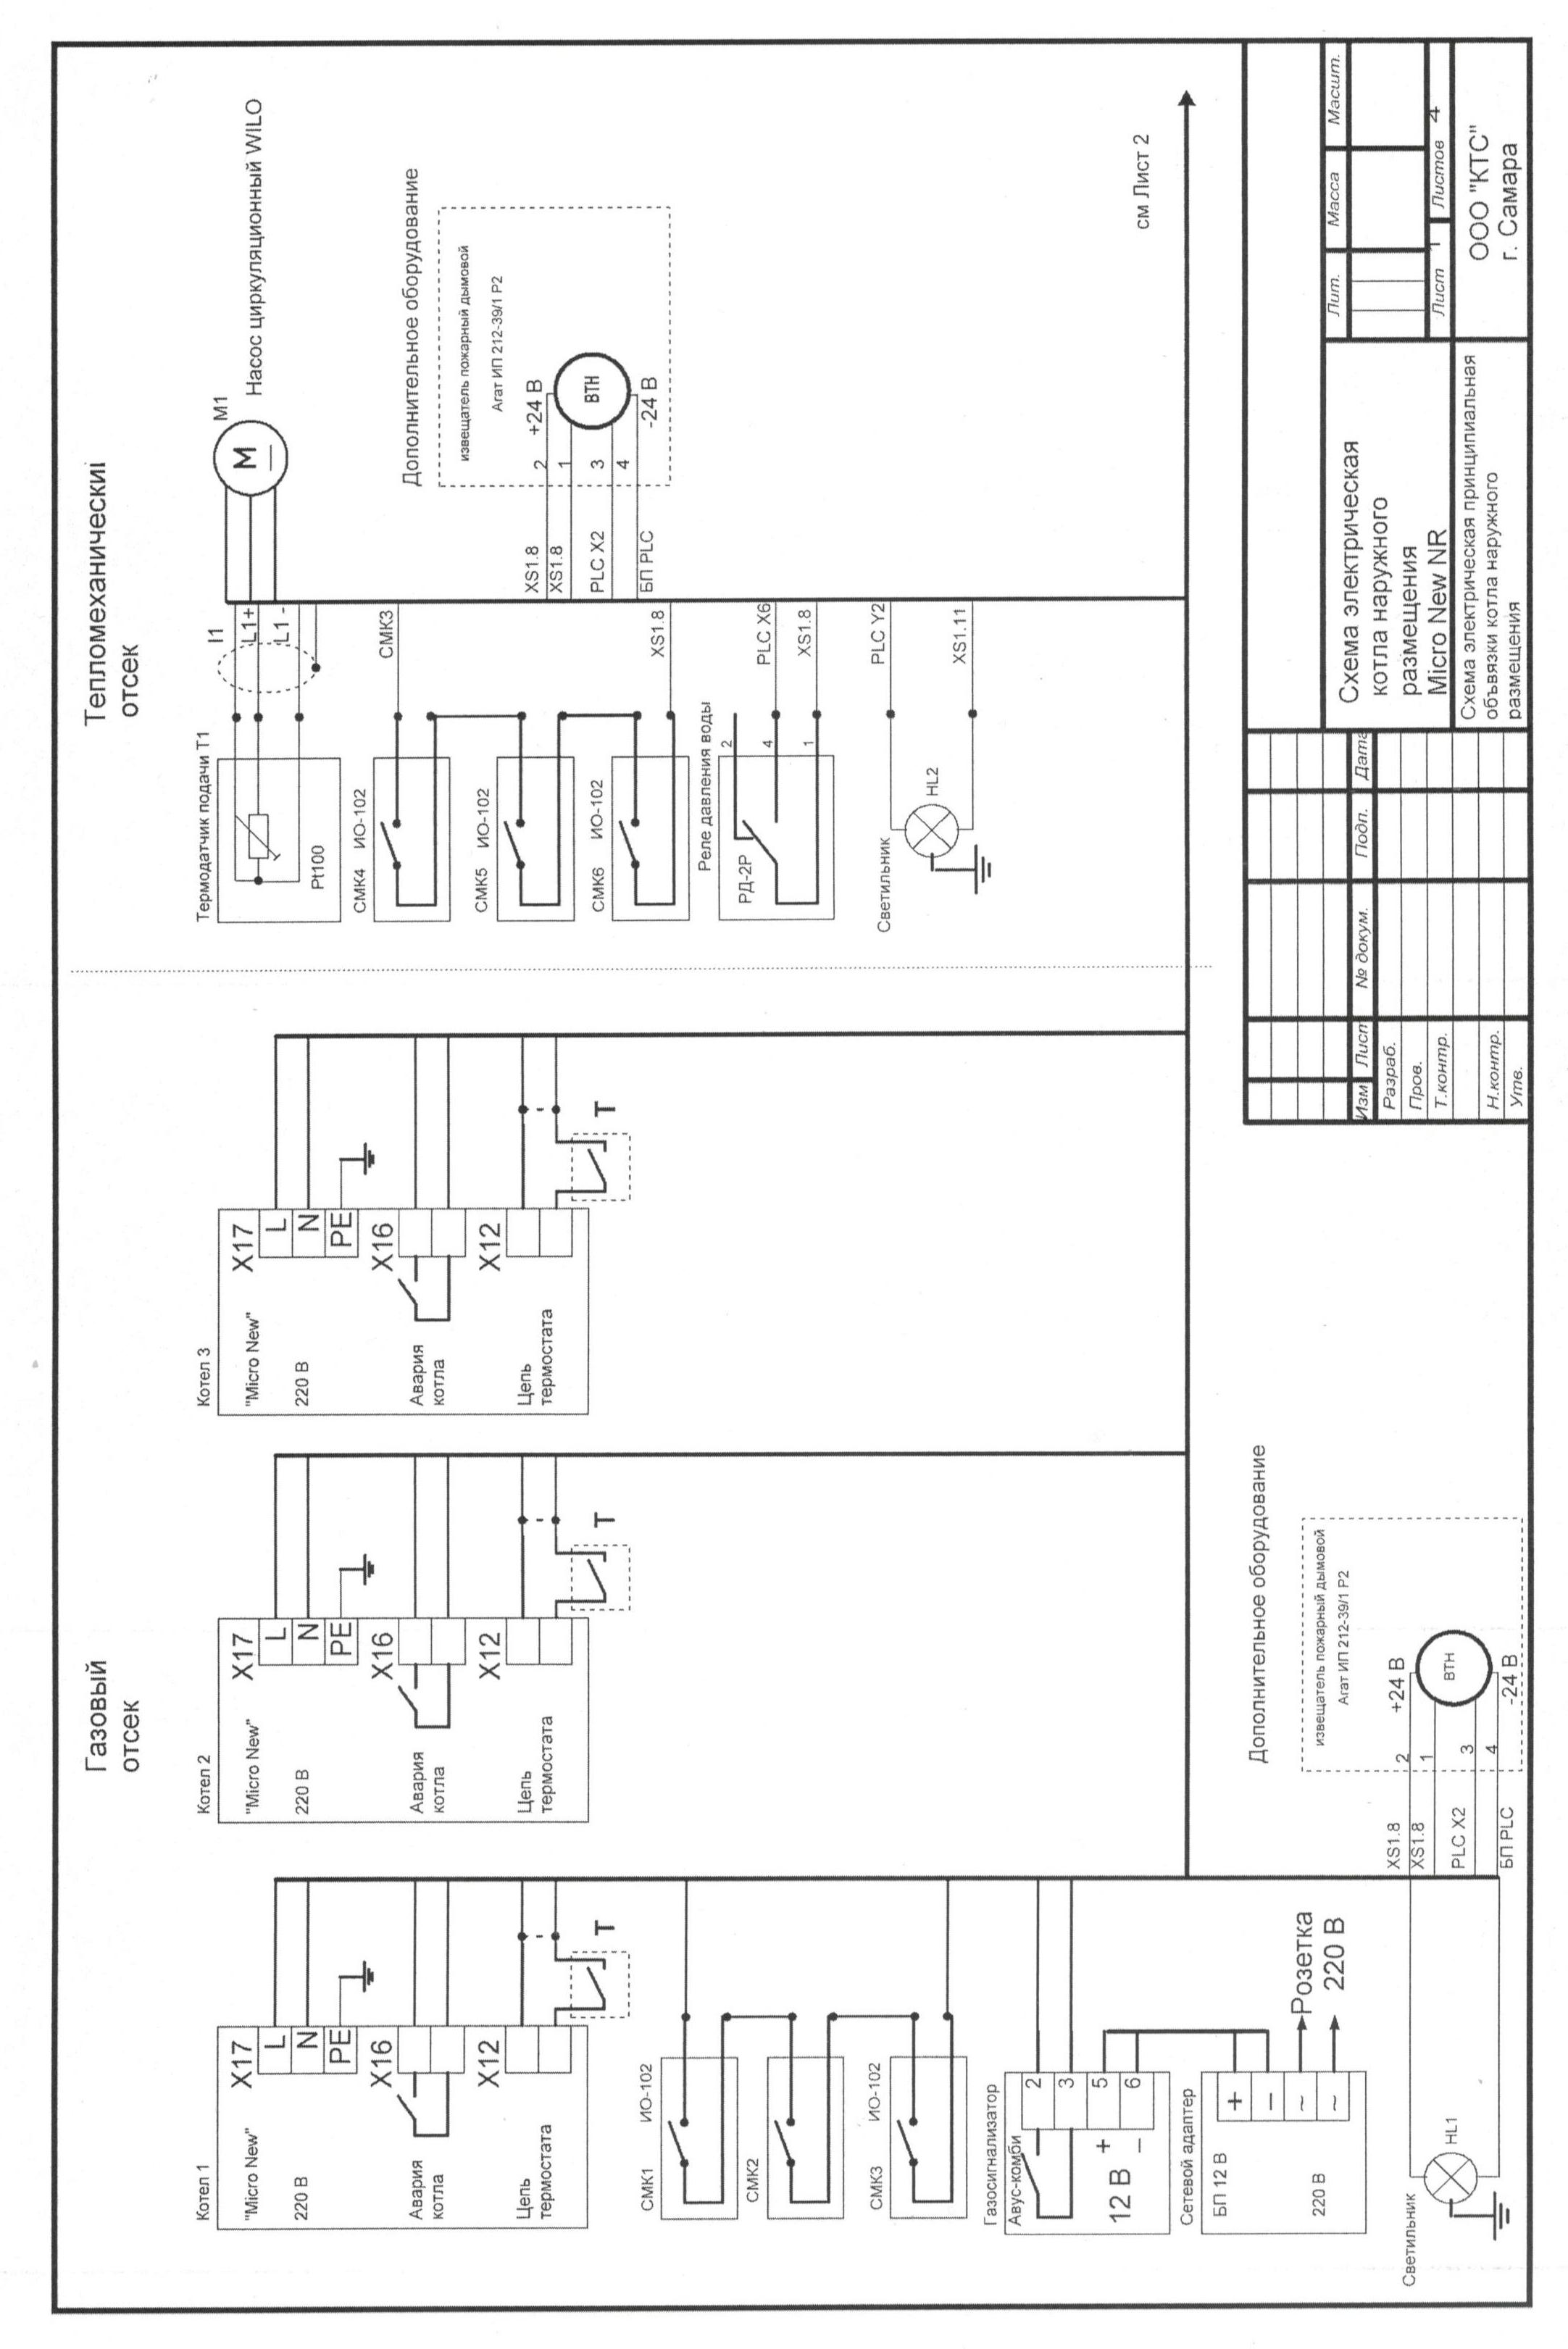 Газовый
отсек
Тепломеханически
отсек
Котел 1
"Micro New"
220 В
Авария
котла
Цепь
термостата
X17
L
N
PE
X16
X12
T
Котел 2
"Micro New"
220 В
Авария
котла
Цепь
термостата
X17
L
N
PE
X16
X12
T
Котел 3
"Micro New"
220 В
Авария
котла
Цепь
термостата
X17
L
N
PE
X16
X12
T
СМК1
ИО-102
СМК2
СМК3
ИО-102
Газосигнализатор
Авус-комби
12 В
+
–
2
3
5
6
Сетевой адаптер
БП 12 В
220 В
+
–
~
~
Розетка
220 В
Светильник
HL1
XS1.8
XS1.8
PLC X2
БП PLC
2
1
3
4
+24 В
ВТН
-24 В
Дополнительное оборудование
извещатель пожарный дымовой
Агат ИП 212-39/1 Р2
Термодатчик подачи Т1
Pt100
I1
L1+
L1 -
M1
M
Насос циркуляционный WILO
СМК4 ИО-102
СМК3
СМК5 ИО-102
СМК6 ИО-102
XS1.8
Реле давления воды
РД-2Р
2
4
1
PLC X6
XS1.8
Светильник
HL2
PLC Y2
XS1.11
Дополнительное оборудование
извещатель пожарный дымовой
Агат ИП 212-39/1 Р2
XS1.8
XS1.8
PLC X2
БП PLC
2
1
3
4
+24 В
ВТН
-24 В
см Лист 2
Изм Лист № докум. Подп. Дата
Разраб.
Пров.
Т.контр.
Н.контр.
Утв.
Схема электрическая
котла наружного
размещения
Micro New NR
Схема электрическая принципиальная
объвязки котла наружного
размещения
Лит. Масса Масшт.
Лист 1 Листов 4
ООО "КТС"
г. Самара